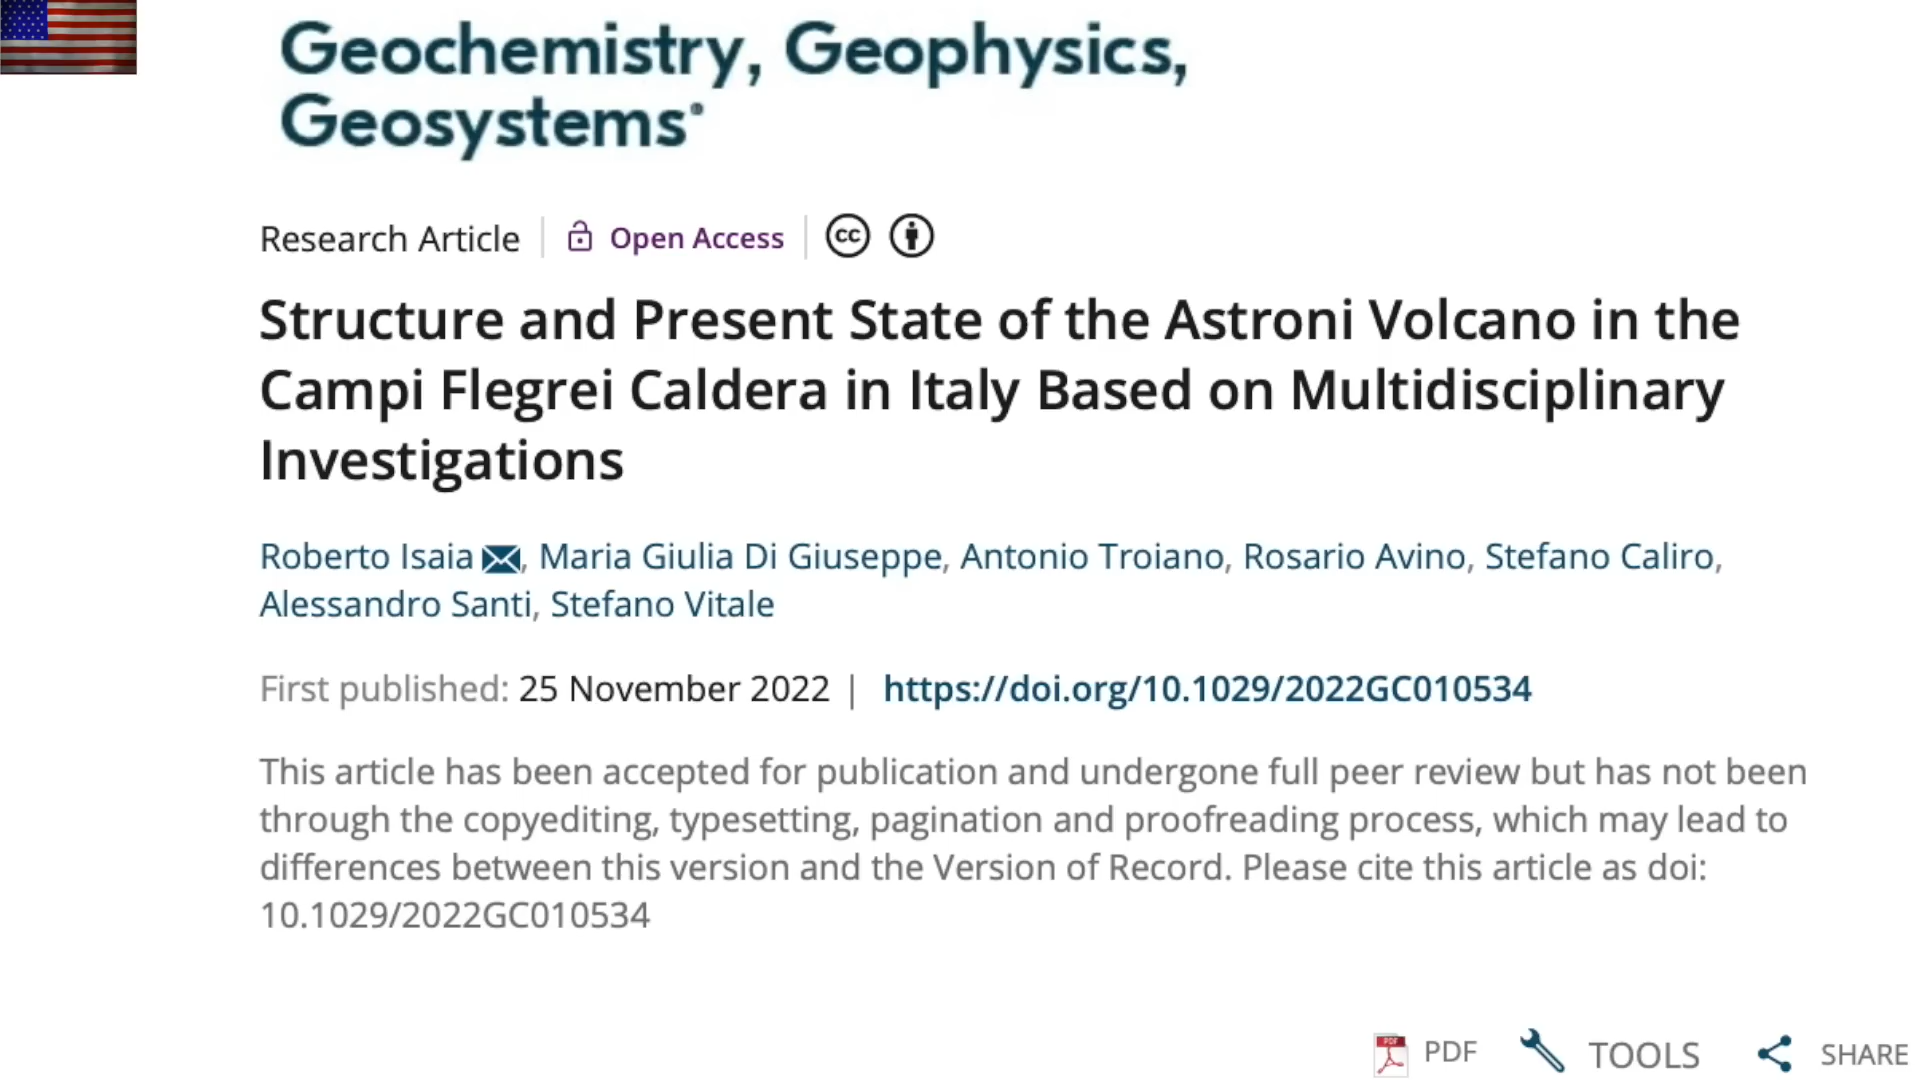 Geochemistry, Geophysics,
Geosystems®
Research Article | Open Access | cc
Structure and Present State of the Astroni Volcano in the
Campi Flegrei Caldera in Italy Based on Multidisciplinary
Investigations
Roberto Isaia, Maria Giulia Di Giuseppe, Antonio Troiano, Rosario Avino, Stefano Caliro,
Alessandro Santi, Stefano Vitale
First published: 25 November 2022 | https://doi.org/10.1029/2022GC010534
This article has been accepted for publication and undergone full peer review but has not been
through the copyediting, typesetting, pagination and proofreading process, which may lead to
differences between this version and the Version of Record. Please cite this article as doi:
10.1029/2022GC010534
PDF TOOLS SHARE